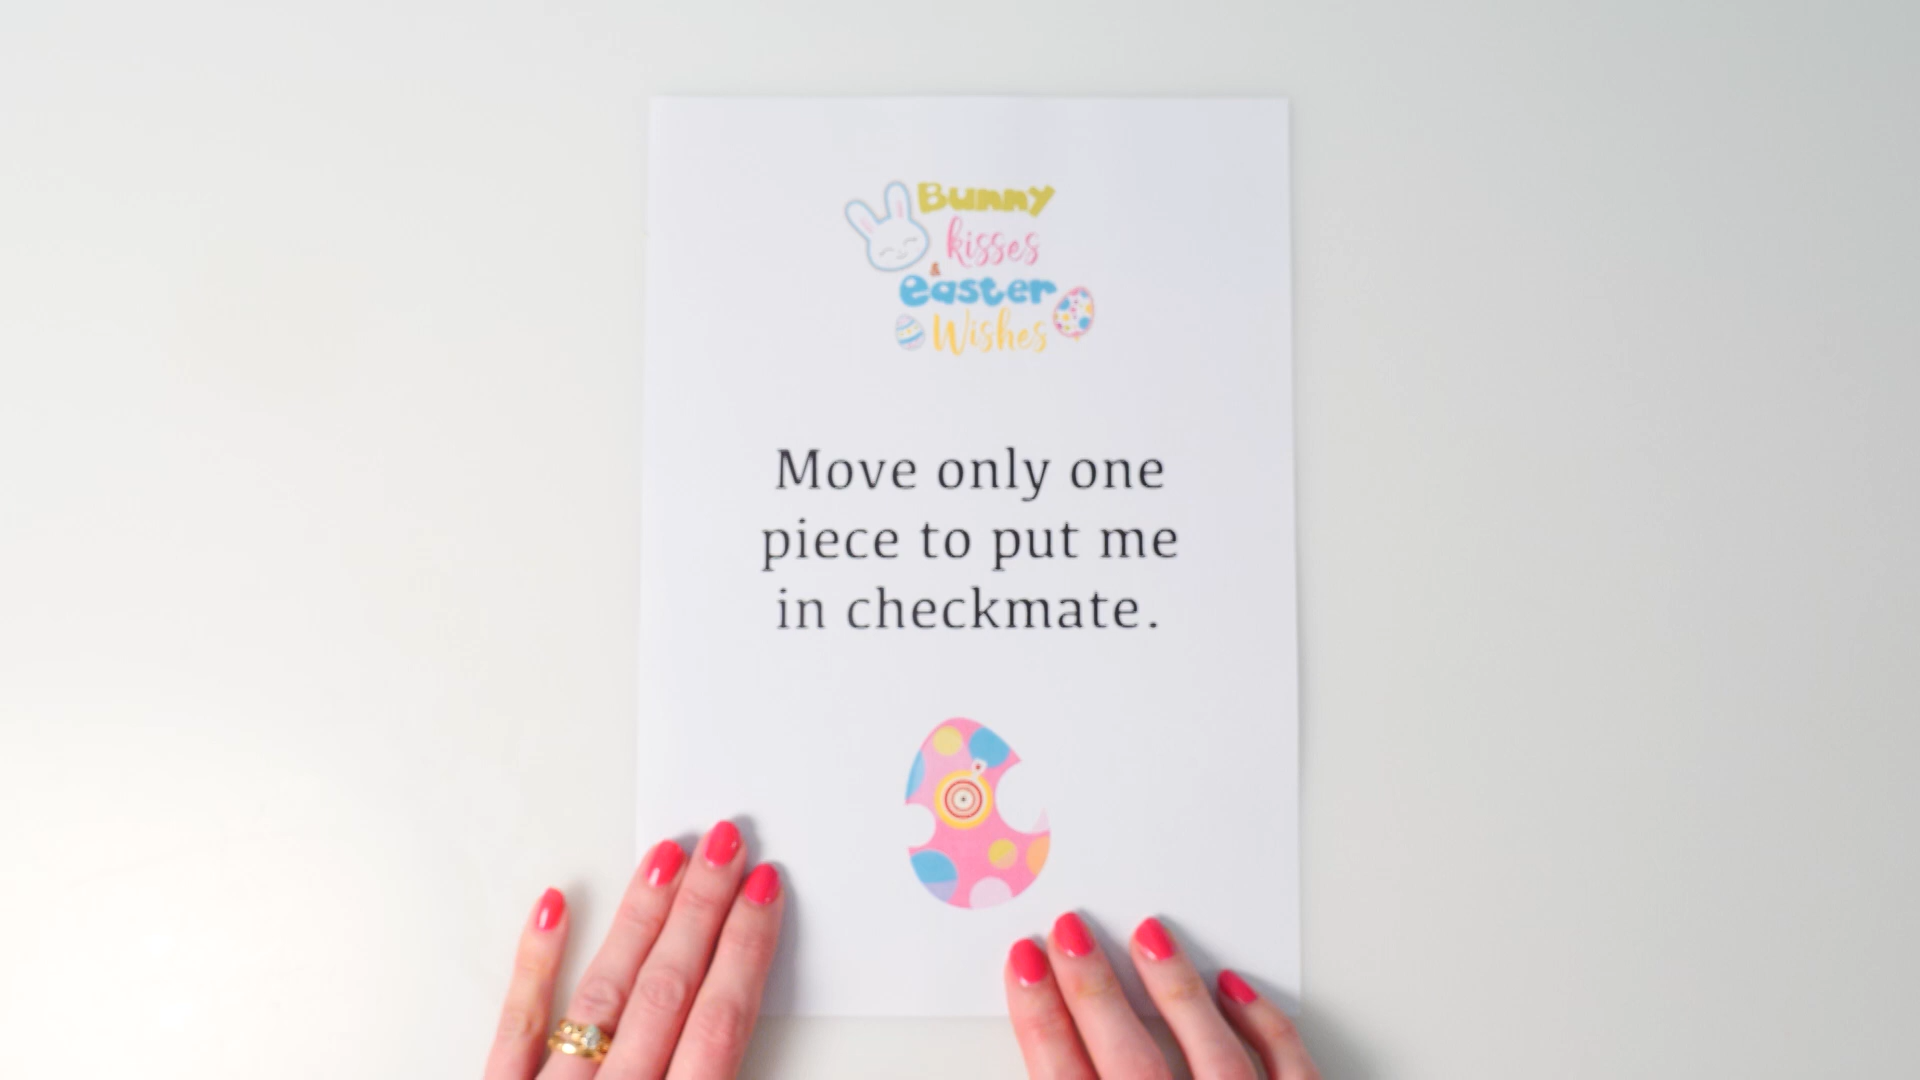 Bunny
kisses
&
easter
Wishes
Move only one
piece to put me
in checkmate.